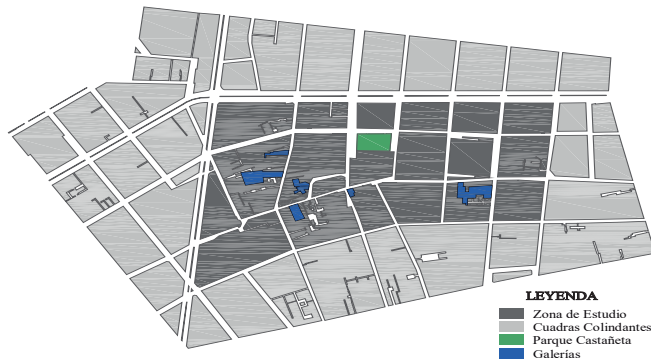 LEYENDA
Zona de Estudio
Cuadras Colindantes
Parque Castañeta
Galerías